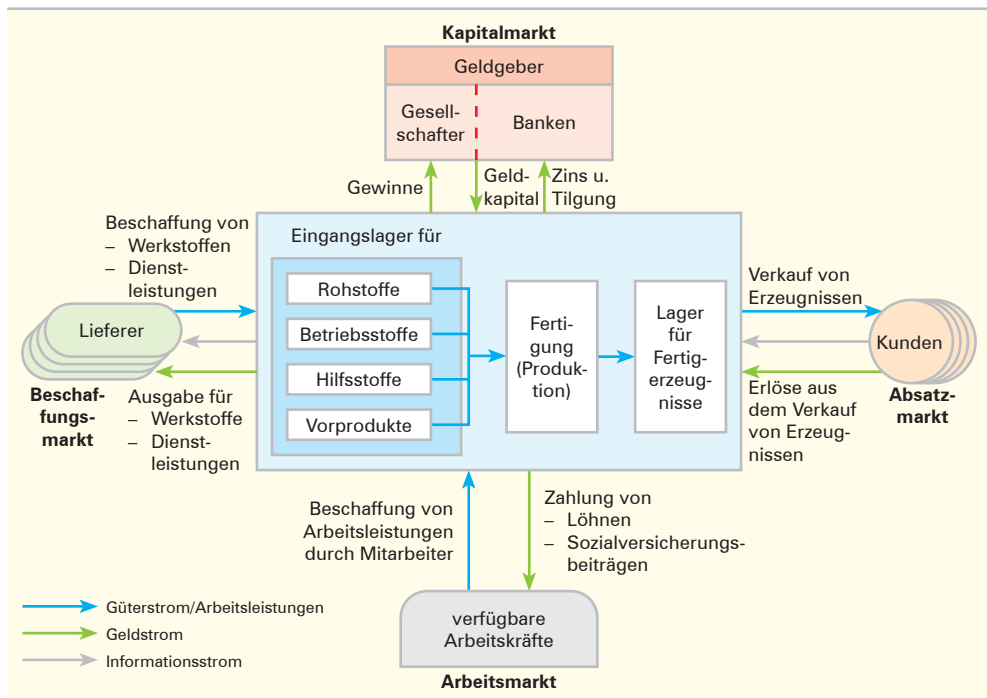 Kapitalmarkt
Geldgeber
Gesell-
schafter
Banken
Gewinne
Geld-
kapital
Zins u.
Tilgung
Beschaffung von
– Werkstoffen
– Dienst-
leistungen
Eingangslager für
Rohstoffe
Betriebsstoffe
Hilfsstoffe
Vorprodukte
Ferti-
gung
(Produk-
tion)
Lager
für
Fertig-
erzeug-
nisse
Verkauf von
Erzeugnissen
Lieferer
Kunden
Beschaf-
fungs-
markt
Ausgabe für
– Werkstoffe
– Dienst-
leistungen
Erlöse aus
dem Verkauf
von Erzeug-
nissen
Absatz-
markt
Beschaffung von
Arbeitsleistungen
durch Mitarbeiter
Zahlung von
– Löhnen
– Sozialversicherungs-
beiträgen
Güterstrom/Arbeitsleistungen
Geldstrom
Informationsstrom
verfügbare
Arbeitskräfte
Arbeitsmarkt